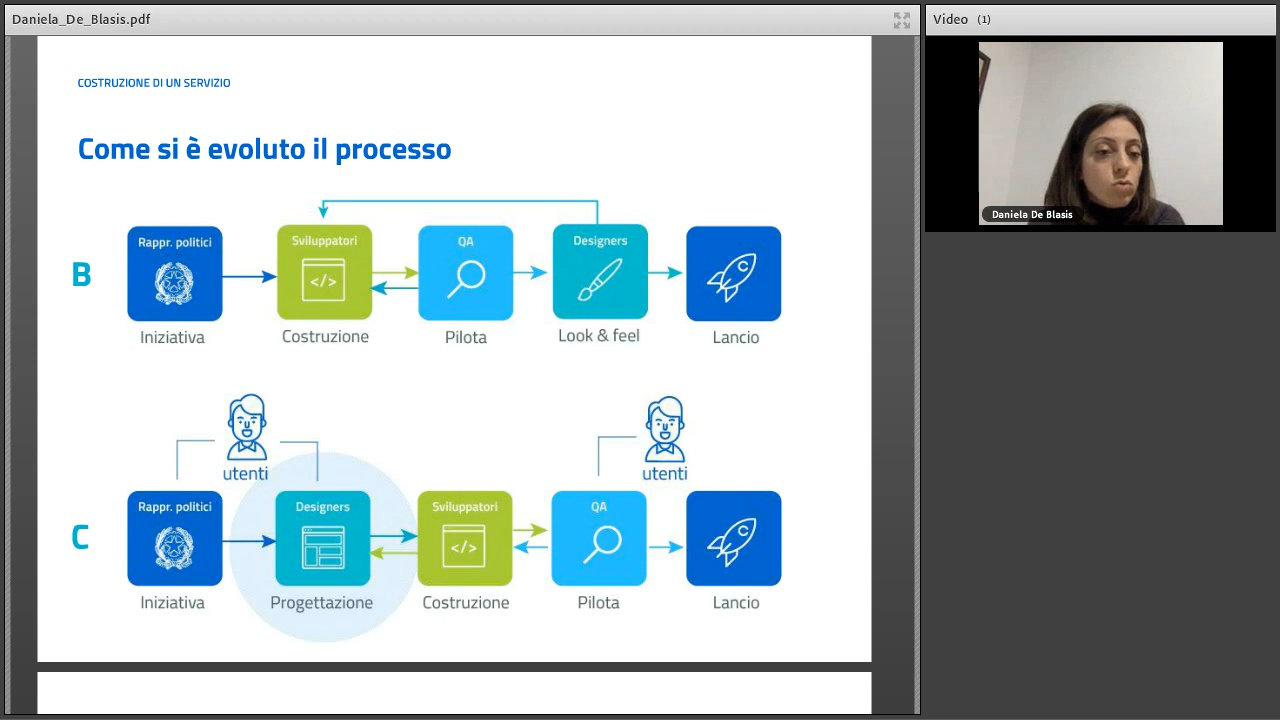 Daniela_De_Blasis.pdf
Video (1)
COSTRUZIONE DI UN SERVIZIO
Come si è evoluto il processo
B
Rappr. politici
Sviluppatori
</>
QA
Designers
Iniziativa
Costruzione
Pilota
Look & feel
Lancio
utenti
utenti
C
Rappr. politici
Designers
Sviluppatori
</>
QA
Iniziativa
Progettazione
Costruzione
Pilota
Lancio
Daniela De Blasis